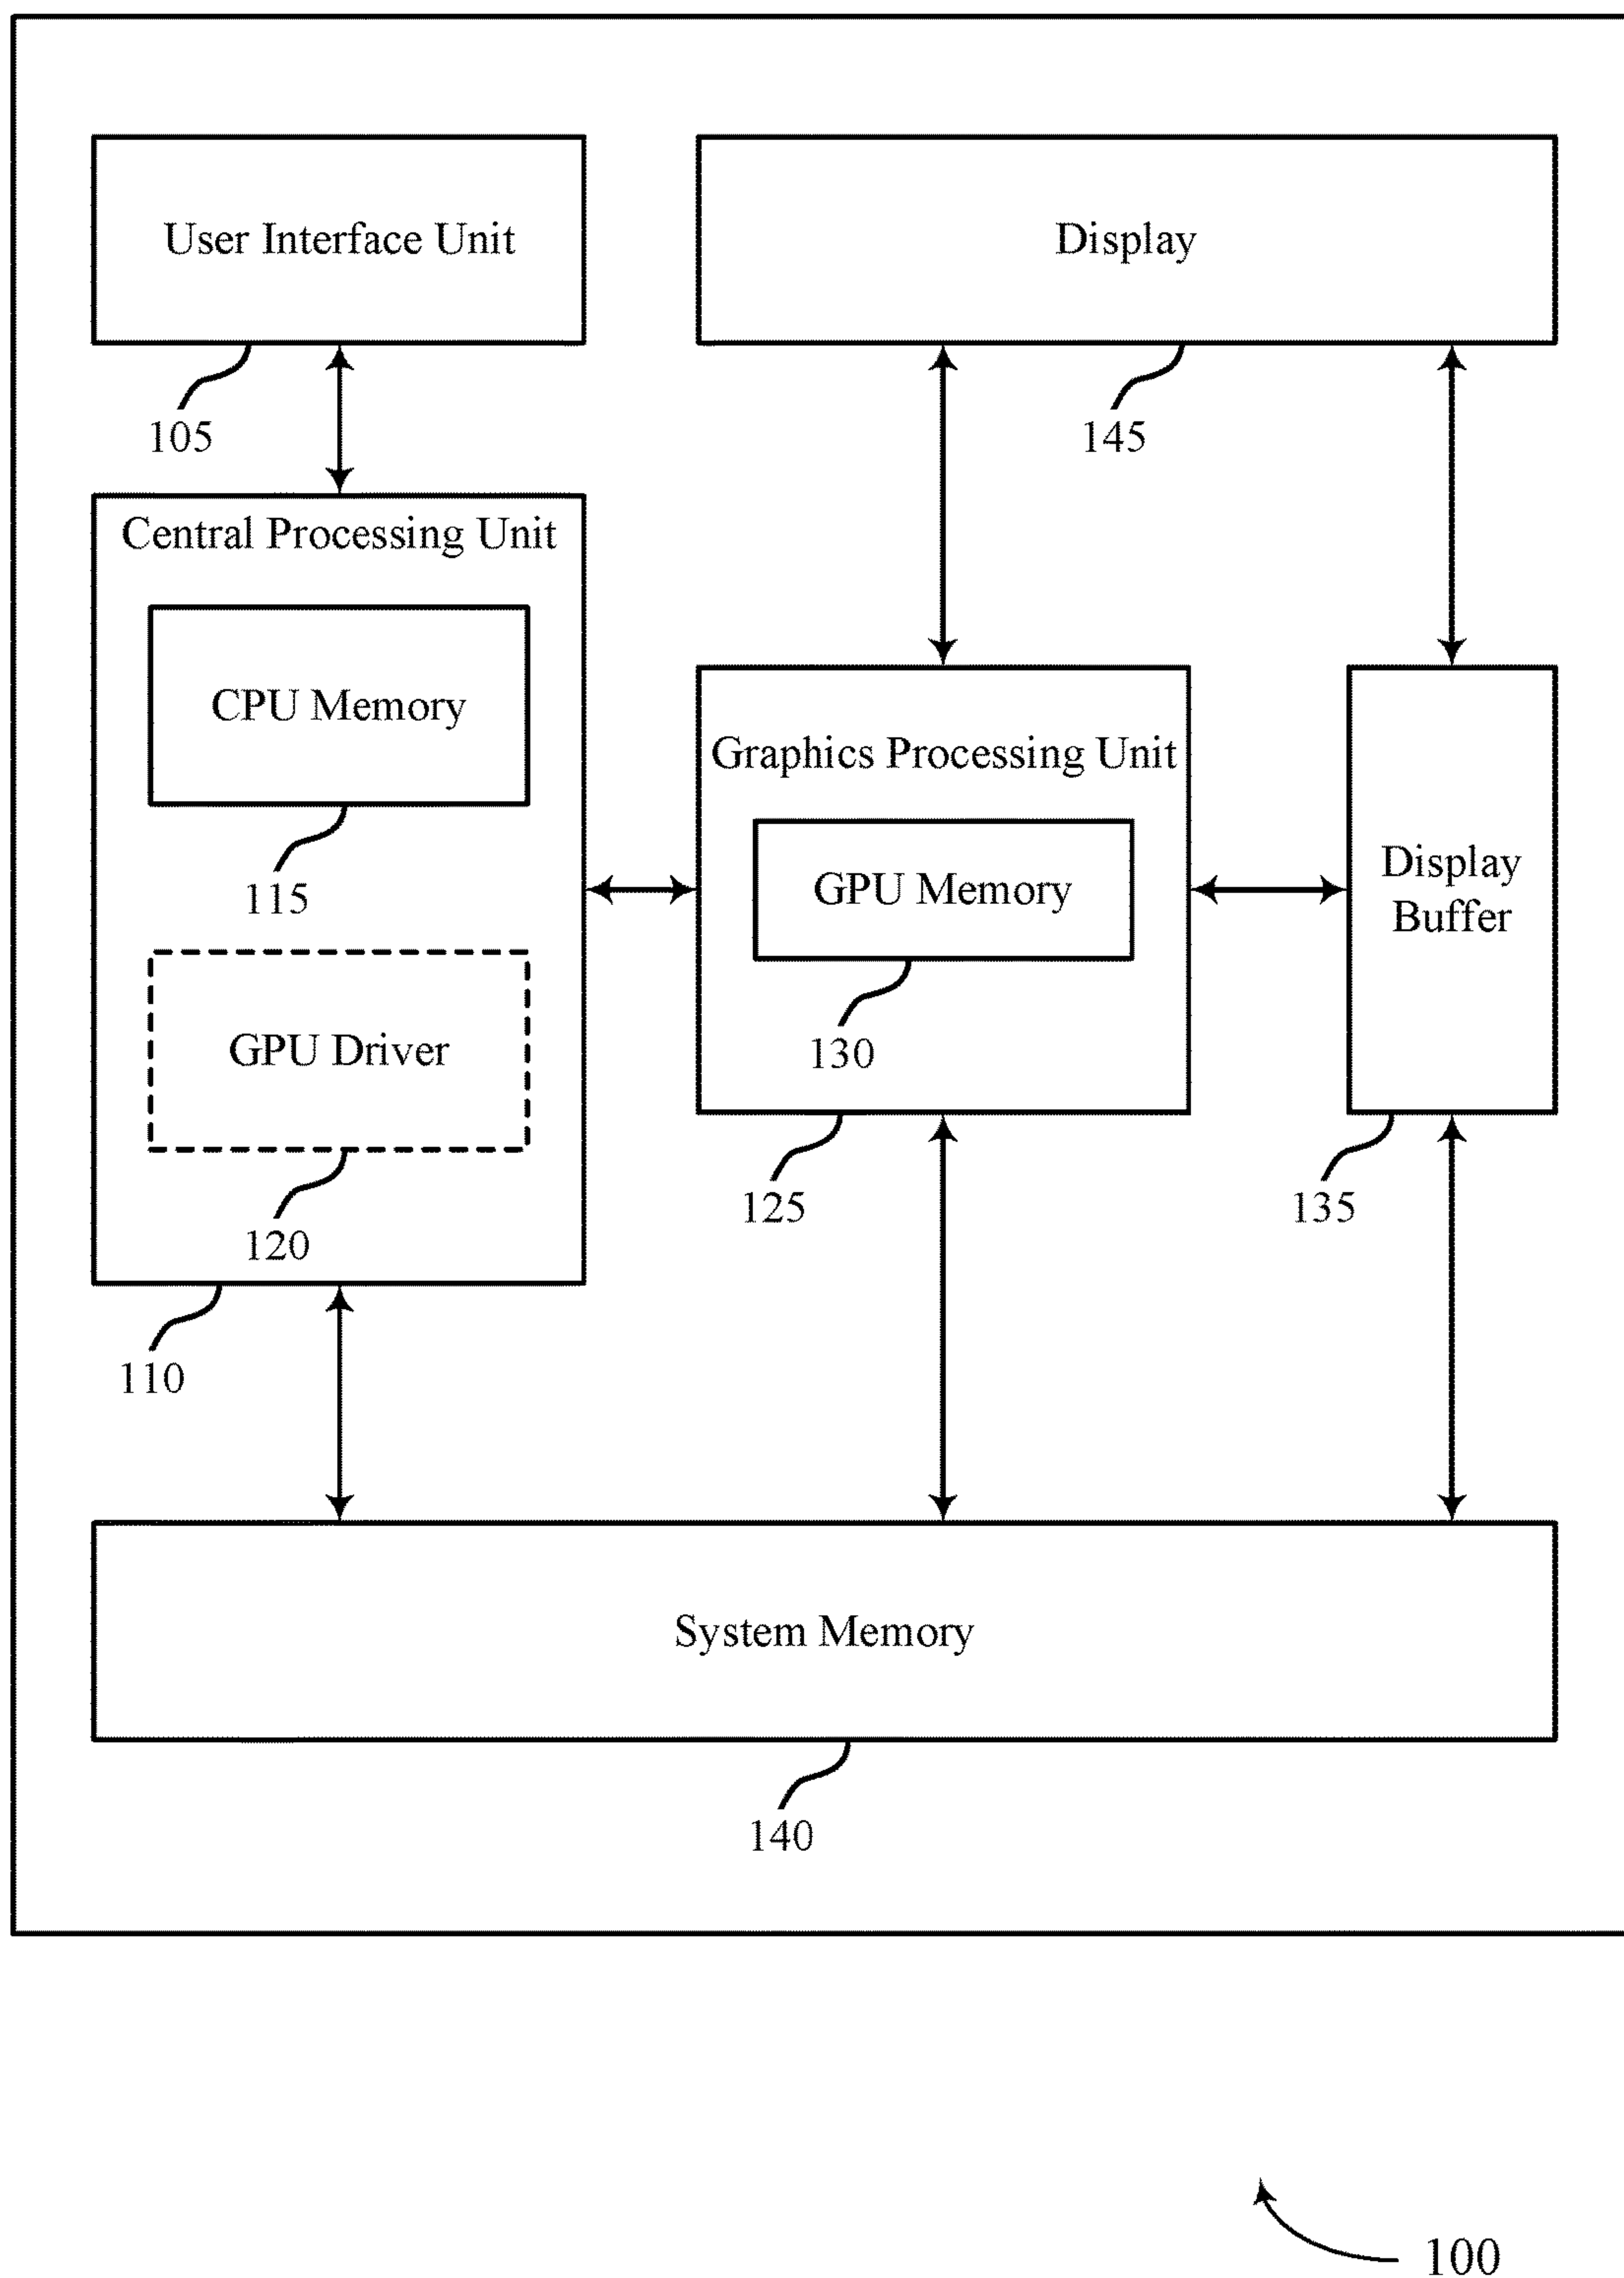 User Interface Unit
Display
105
145
Central Processing Unit
CPU Memory
115
GPU Driver
120
110
Graphics Processing Unit
GPU Memory
130
125
Display
Buffer
135
System Memory
140
100